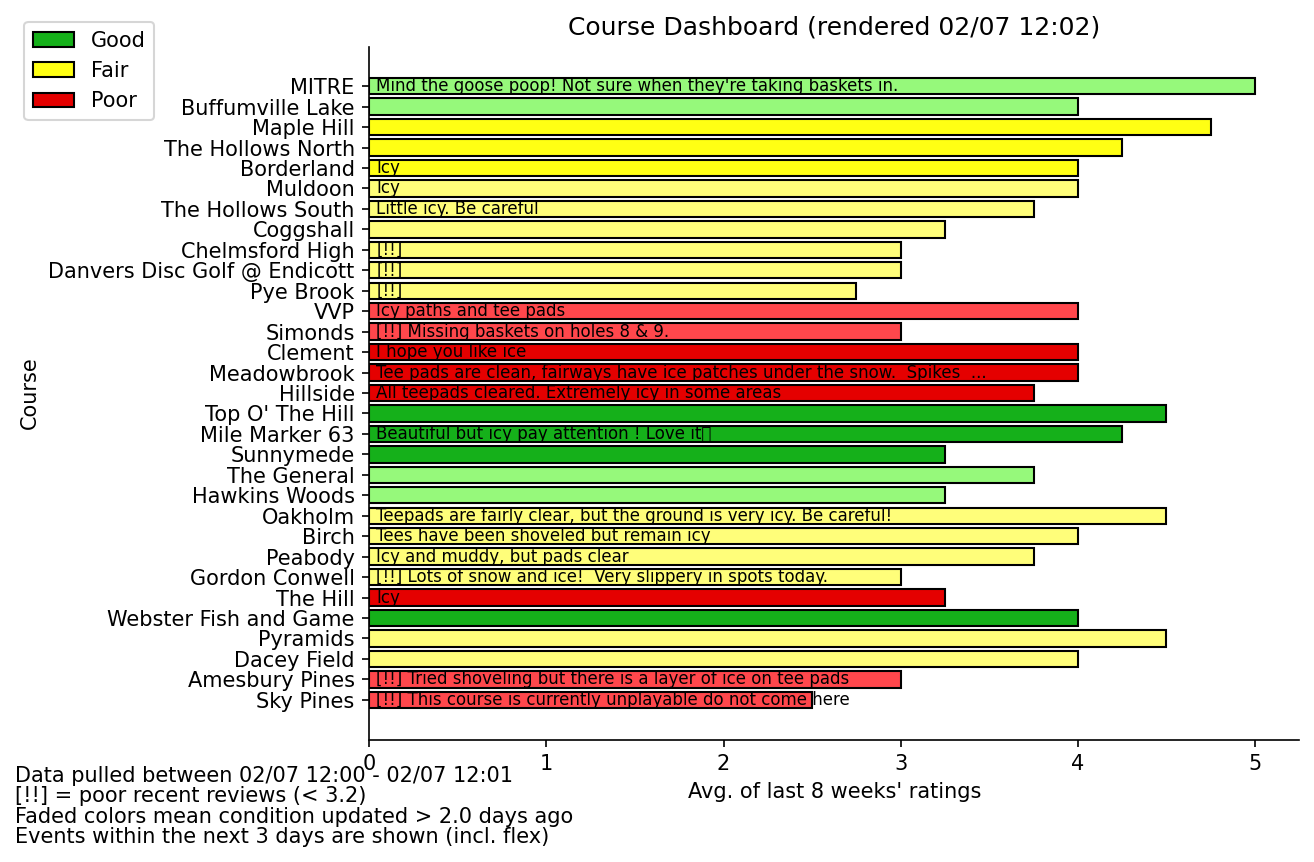 Course Dashboard (rendered 02/07 12:02)
Good
Fair
Poor
MITRE Mind the goose poop! Not sure when they're taking baskets in.
Buffumville Lake
Maple Hill
The Hollows North
Borderland Icy
Muldoon Icy
The Hollows South Little icy. Be careful
Coggshall
Chelmsford High [!!]
Danvers Disc Golf @ Endicott [!!]
Pye Brook [!!]
VVP Icy paths and tee pads
Simonds [!!] Missing baskets on holes 8 & 9.
Clement I hope you like ice
Meadowbrook Tee pads are clean, fairways have ice patches under the snow.  Spikes  ...
Hillside All teepads cleared. Extremely icy in some areas
Top O' The Hill
Mile Marker 63 Beautiful but icy pay attention ! Love it
Sunnymede
The General
Hawkins Woods
Oakholm Teepads are fairly clear, but the ground is very icy. Be careful!
Birch Tees have been shoveled but remain icy
Peabody Icy and muddy, but pads clear
Gordon Conwell [!!] Lots of snow and ice!  Very slippery in spots today.
The Hill Icy
Webster Fish and Game
Pyramids
Dacey Field
Amesbury Pines [!!] Tried shoveling but there is a layer of ice on tee pads
Sky Pines [!!] This course is currently unplayable do not come here
Course
0 1 2 3 4 5
Avg. of last 8 weeks' ratings
Data pulled between 02/07 12:00 - 02/07 12:01
[!!] = poor recent reviews (< 3.2)
Faded colors mean condition updated > 2.0 days ago
Events within the next 3 days are shown (incl. flex)